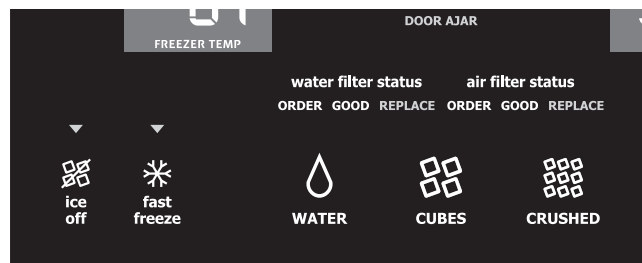 DOOR AJAR
FREEZER TEMP
water filter status air filter status
ORDER GOOD REPLACE ORDER GOOD REPLACE
ice off
fast freeze
WATER
CUBES
CRUSHED